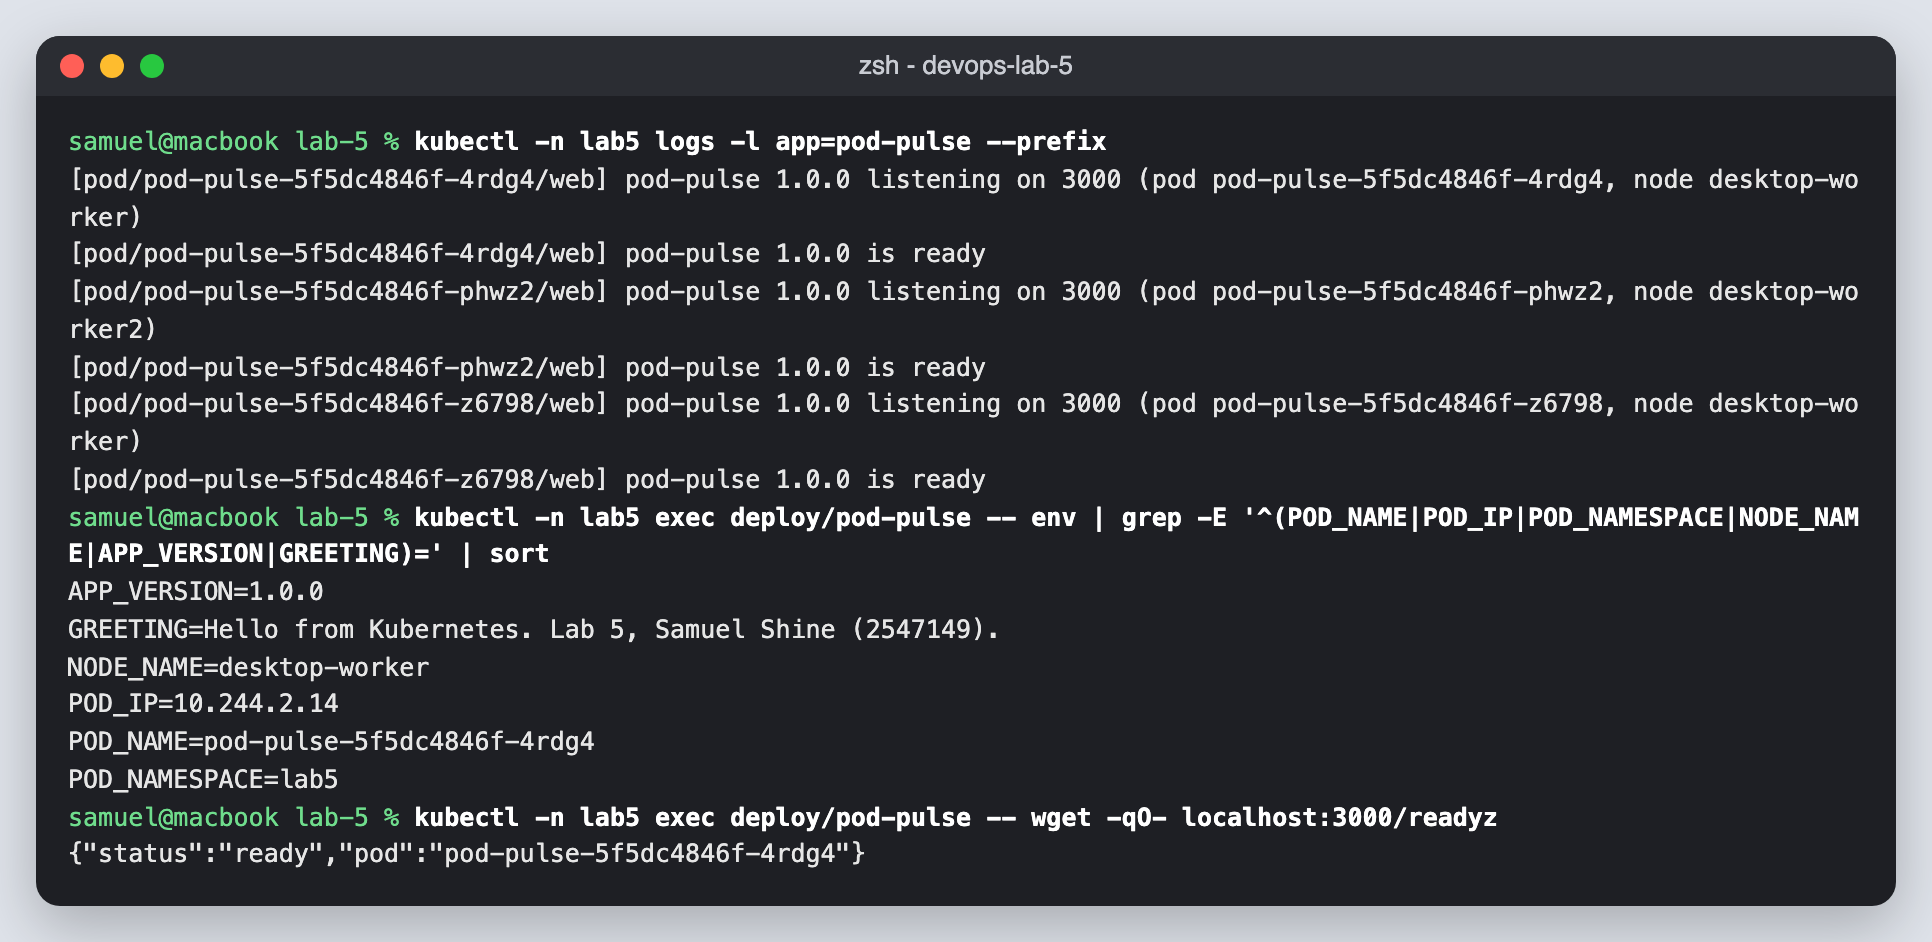 zsh - devops-lab-5
samuel@macbook lab-5 % kubectl -n lab5 logs -l app=pod-pulse --prefix
[pod/pod-pulse-5f5dc4846f-4rdg4/web] pod-pulse 1.0.0 listening on 3000 (pod pod-pulse-5f5dc4846f-4rdg4, node desktop-wo
rker)
[pod/pod-pulse-5f5dc4846f-4rdg4/web] pod-pulse 1.0.0 is ready
[pod/pod-pulse-5f5dc4846f-phwz2/web] pod-pulse 1.0.0 listening on 3000 (pod pod-pulse-5f5dc4846f-phwz2, node desktop-wo
rker2)
[pod/pod-pulse-5f5dc4846f-phwz2/web] pod-pulse 1.0.0 is ready
[pod/pod-pulse-5f5dc4846f-z6798/web] pod-pulse 1.0.0 listening on 3000 (pod pod-pulse-5f5dc4846f-z6798, node desktop-wo
rker)
[pod/pod-pulse-5f5dc4846f-z6798/web] pod-pulse 1.0.0 is ready
samuel@macbook lab-5 % kubectl -n lab5 exec deploy/pod-pulse -- env | grep -E '^(POD_NAME|POD_IP|POD_NAMESPACE|NODE_NAM
E|APP_VERSION|GREETING)=' | sort
APP_VERSION=1.0.0
GREETING=Hello from Kubernetes. Lab 5, Samuel Shine (2547149).
NODE_NAME=desktop-worker
POD_IP=10.244.2.14
POD_NAME=pod-pulse-5f5dc4846f-4rdg4
POD_NAMESPACE=lab5
samuel@macbook lab-5 % kubectl -n lab5 exec deploy/pod-pulse -- wget -qO- localhost:3000/readyz
{"status":"ready","pod":"pod-pulse-5f5dc4846f-4rdg4"}